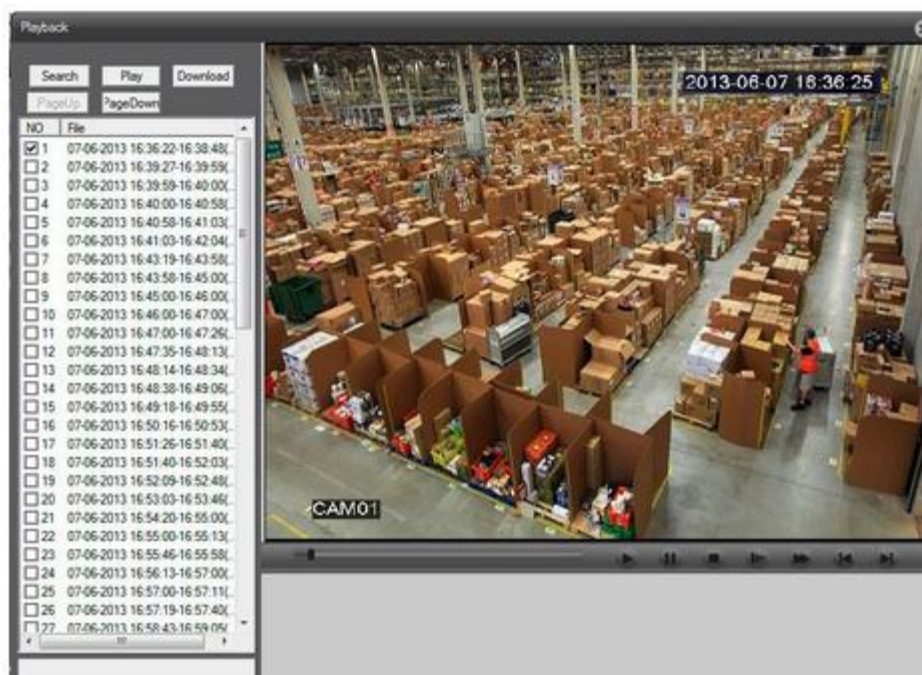 Playback
Search Play Download
PageUp PageDown
NO File
1 07-06-2013 16:36:22-16:38:48(..
2 07-06-2013 16:39:27-16:39:59(..
3 07-06-2013 16:39:59-16:40:00(..
4 07-06-2013 16:40:00-16:40:58(..
5 07-06-2013 16:40:58-16:41:03(..
6 07-06-2013 16:41:03-16:42:04(..
7 07-06-2013 16:43:19-16:43:58(..
8 07-06-2013 16:43:58-16:45:00(..
9 07-06-2013 16:45:00-16:46:00(..
10 07-06-2013 16:46:00-16:47:00(..
11 07-06-2013 16:47:00-16:47:26(..
12 07-06-2013 16:47:35-16:48:13(..
13 07-06-2013 16:48:14-16:48:34(..
14 07-06-2013 16:48:38-16:49:06(..
15 07-06-2013 16:49:18-16:49:55(..
16 07-06-2013 16:50:16-16:50:53(..
17 07-06-2013 16:51:26-16:51:40(..
18 07-06-2013 16:51:40-16:52:03(..
19 07-06-2013 16:52:09-16:52:48(..
20 07-06-2013 16:53:03-16:53:46(..
21 07-06-2013 16:54:20-16:55:00(..
22 07-06-2013 16:55:00-16:55:13(..
23 07-06-2013 16:55:46-16:55:58(..
24 07-06-2013 16:56:13-16:57:00(..
25 07-06-2013 16:57:00-16:57:11(..
26 07-06-2013 16:57:19-16:57:40(..
27 07-06-2013 16:58:43-16:59:05(
2013-06-07 16:36:25
CAM01